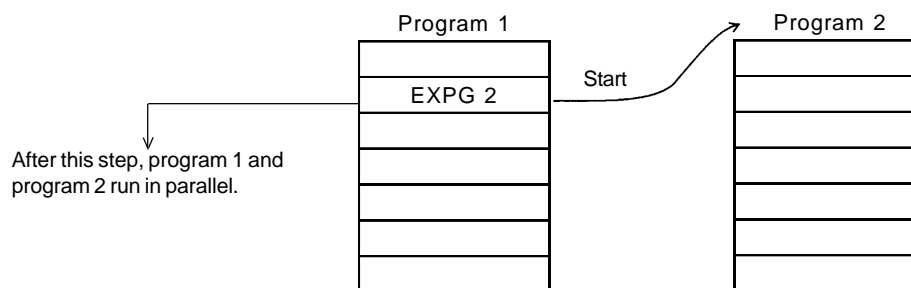 Program 1
Program 2
Start
EXPG 2
After this step, program 1 and
program 2 run in parallel.